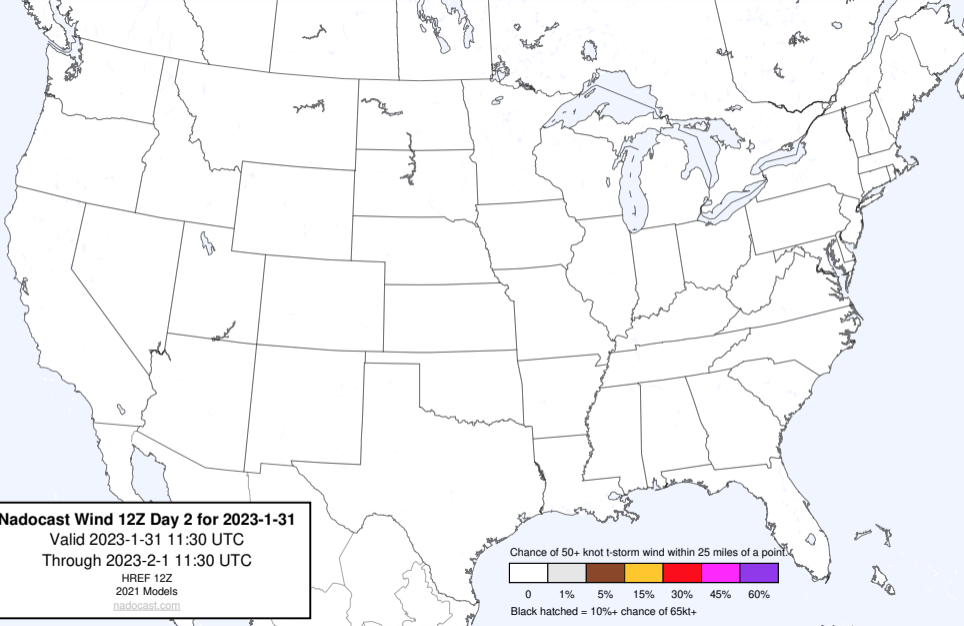 Nadocast Wind 12Z Day 2 for 2023-1-31
Valid 2023-1-31 11:30 UTC
Through 2023-2-1 11:30 UTC
HREF 12Z
2021 Models
nadocast.com
Chance of 50+ knot t-storm wind within 25 miles of a point.
0 1% 5% 15% 30% 45% 60%
Black hatched = 10%+ chance of 65kt+